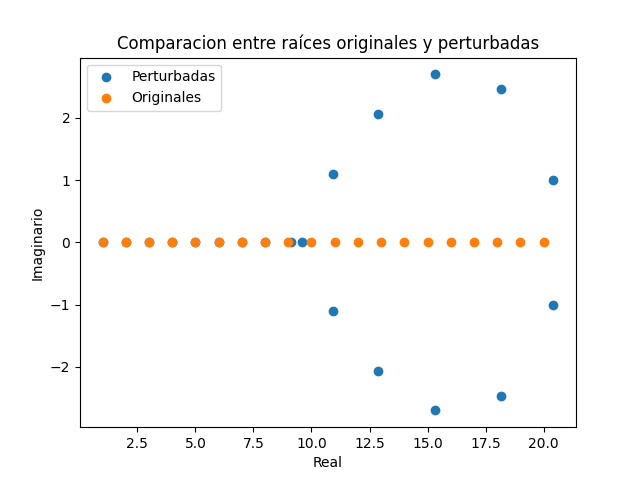 Comparacion entre raíces originales y perturbadas
Perturbadas
Originales
2
1
0
−1
−2
Imaginario
2.5 5.0 7.5 10.0 12.5 15.0 17.5 20.0
Real